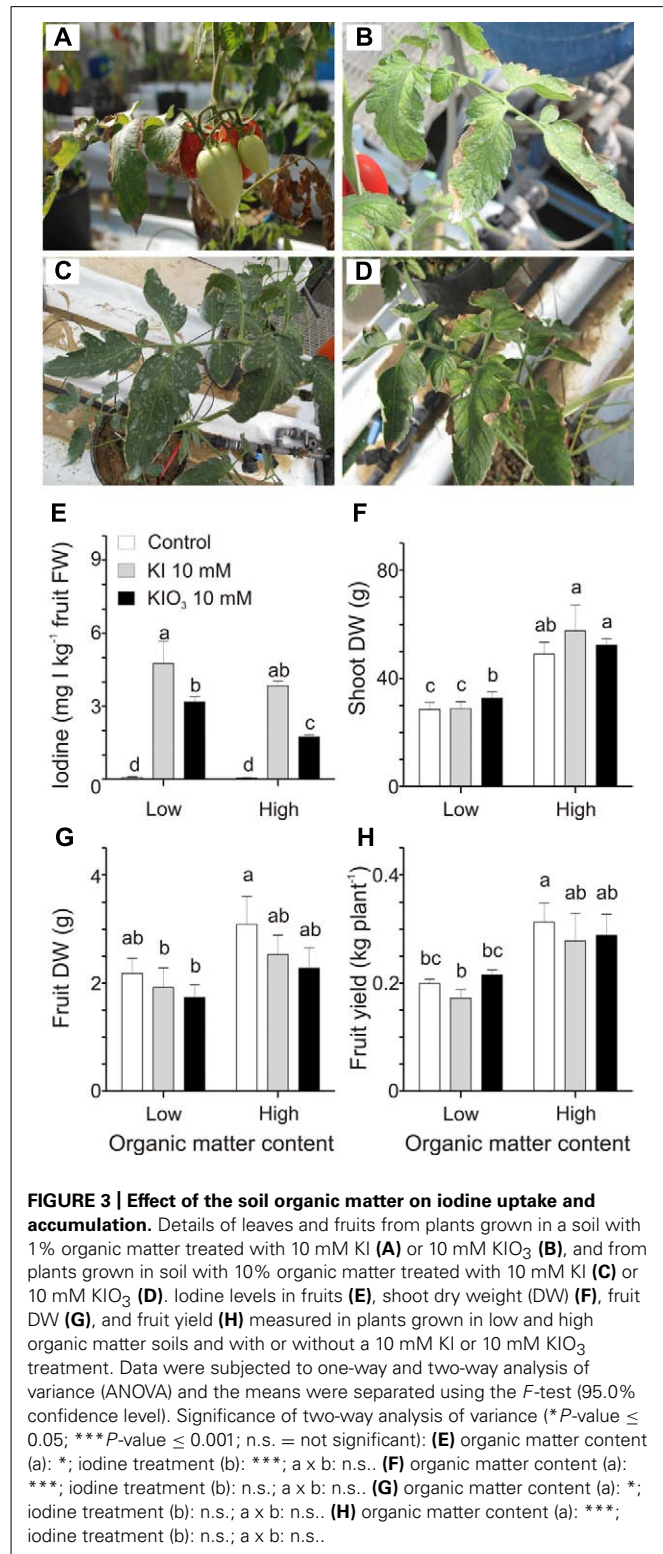 A
B
C
D
E
F
Iodine (mg I kg⁻¹ fruit FW)
9
6
3
0
Control
KI 10 mM
KIO₃ 10 mM
d
a
b
d
ab
c
Low
High
Shoot DW (g)
80
40
0
c
c
b
ab
a
a
Low
High
G
H
Fruit DW (g)
4
2
0
ab
b
b
a
ab
ab
Low
High
Organic matter content
Fruit yield (kg plant⁻¹)
0.4
0.2
0
bc
b
bc
a
ab
ab
Low
High
Organic matter content
FIGURE 3 | Effect of the soil organic matter on iodine uptake and
accumulation. Details of leaves and fruits from plants grown in a soil with
1% organic matter treated with 10 mM KI (A) or 10 mM KIO₃ (B), and from
plants grown in soil with 10% organic matter treated with 10 mM KI (C) or
10 mM KIO₃ (D). Iodine levels in fruits (E), shoot dry weight (DW) (F), fruit
DW (G), and fruit yield (H) measured in plants grown in low and high
organic matter soils and with or without a 10 mM KI or 10 mM KIO₃
treatment. Data were subjected to one-way and two-way analysis of
variance (ANOVA) and the means were separated using the F-test (95.0%
confidence level). Significance of two-way analysis of variance (*P-value ≤
0.05; ***P-value ≤ 0.001; n.s. = not significant): (E) organic matter content
(a): *; iodine treatment (b): ***; a x b: n.s.. (F) organic matter content (a):
***; iodine treatment (b): n.s.; a x b: n.s.. (G) organic matter content (a): *;
iodine treatment (b): n.s.; a x b: n.s.. (H) organic matter content (a): ***;
iodine treatment (b): n.s.; a x b: n.s..